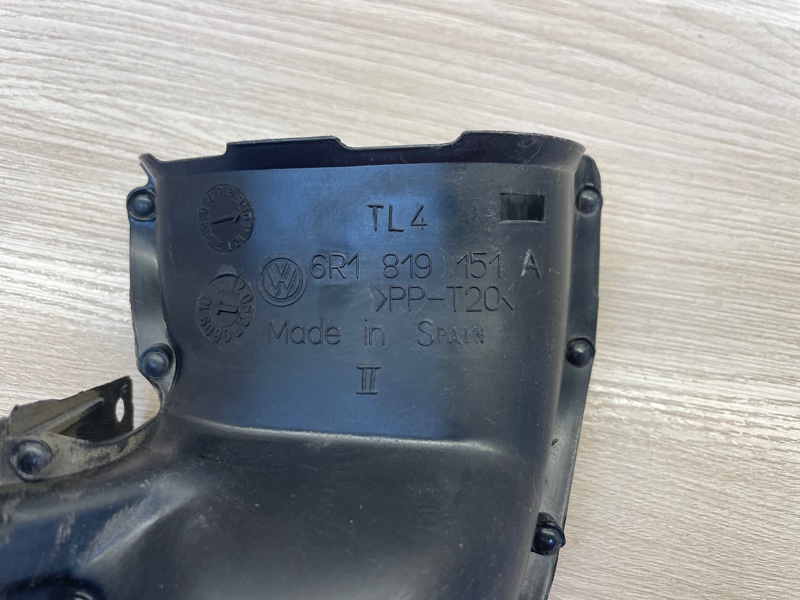 TL4
6R1 819 151 A
>PP-T20<
Made in SPAIN
II